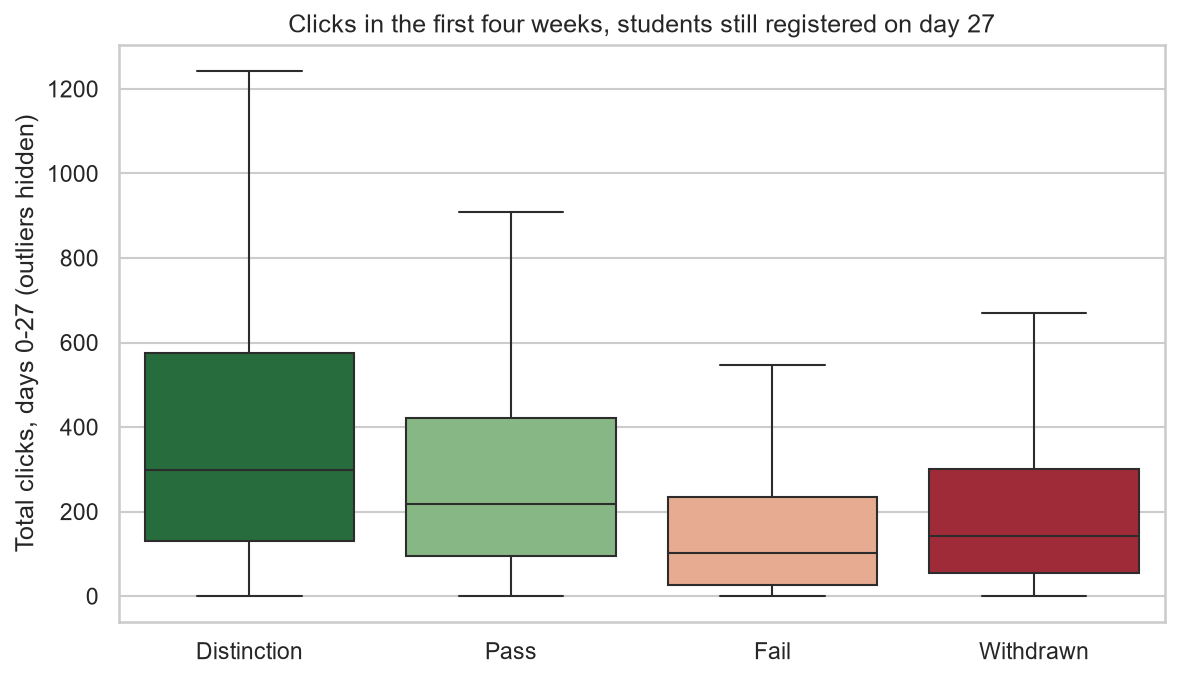 Clicks in the first four weeks, students still registered on day 27
Total clicks, days 0-27 (outliers hidden)
1200
1000
800
600
400
200
0
Distinction
Pass
Fail
Withdrawn